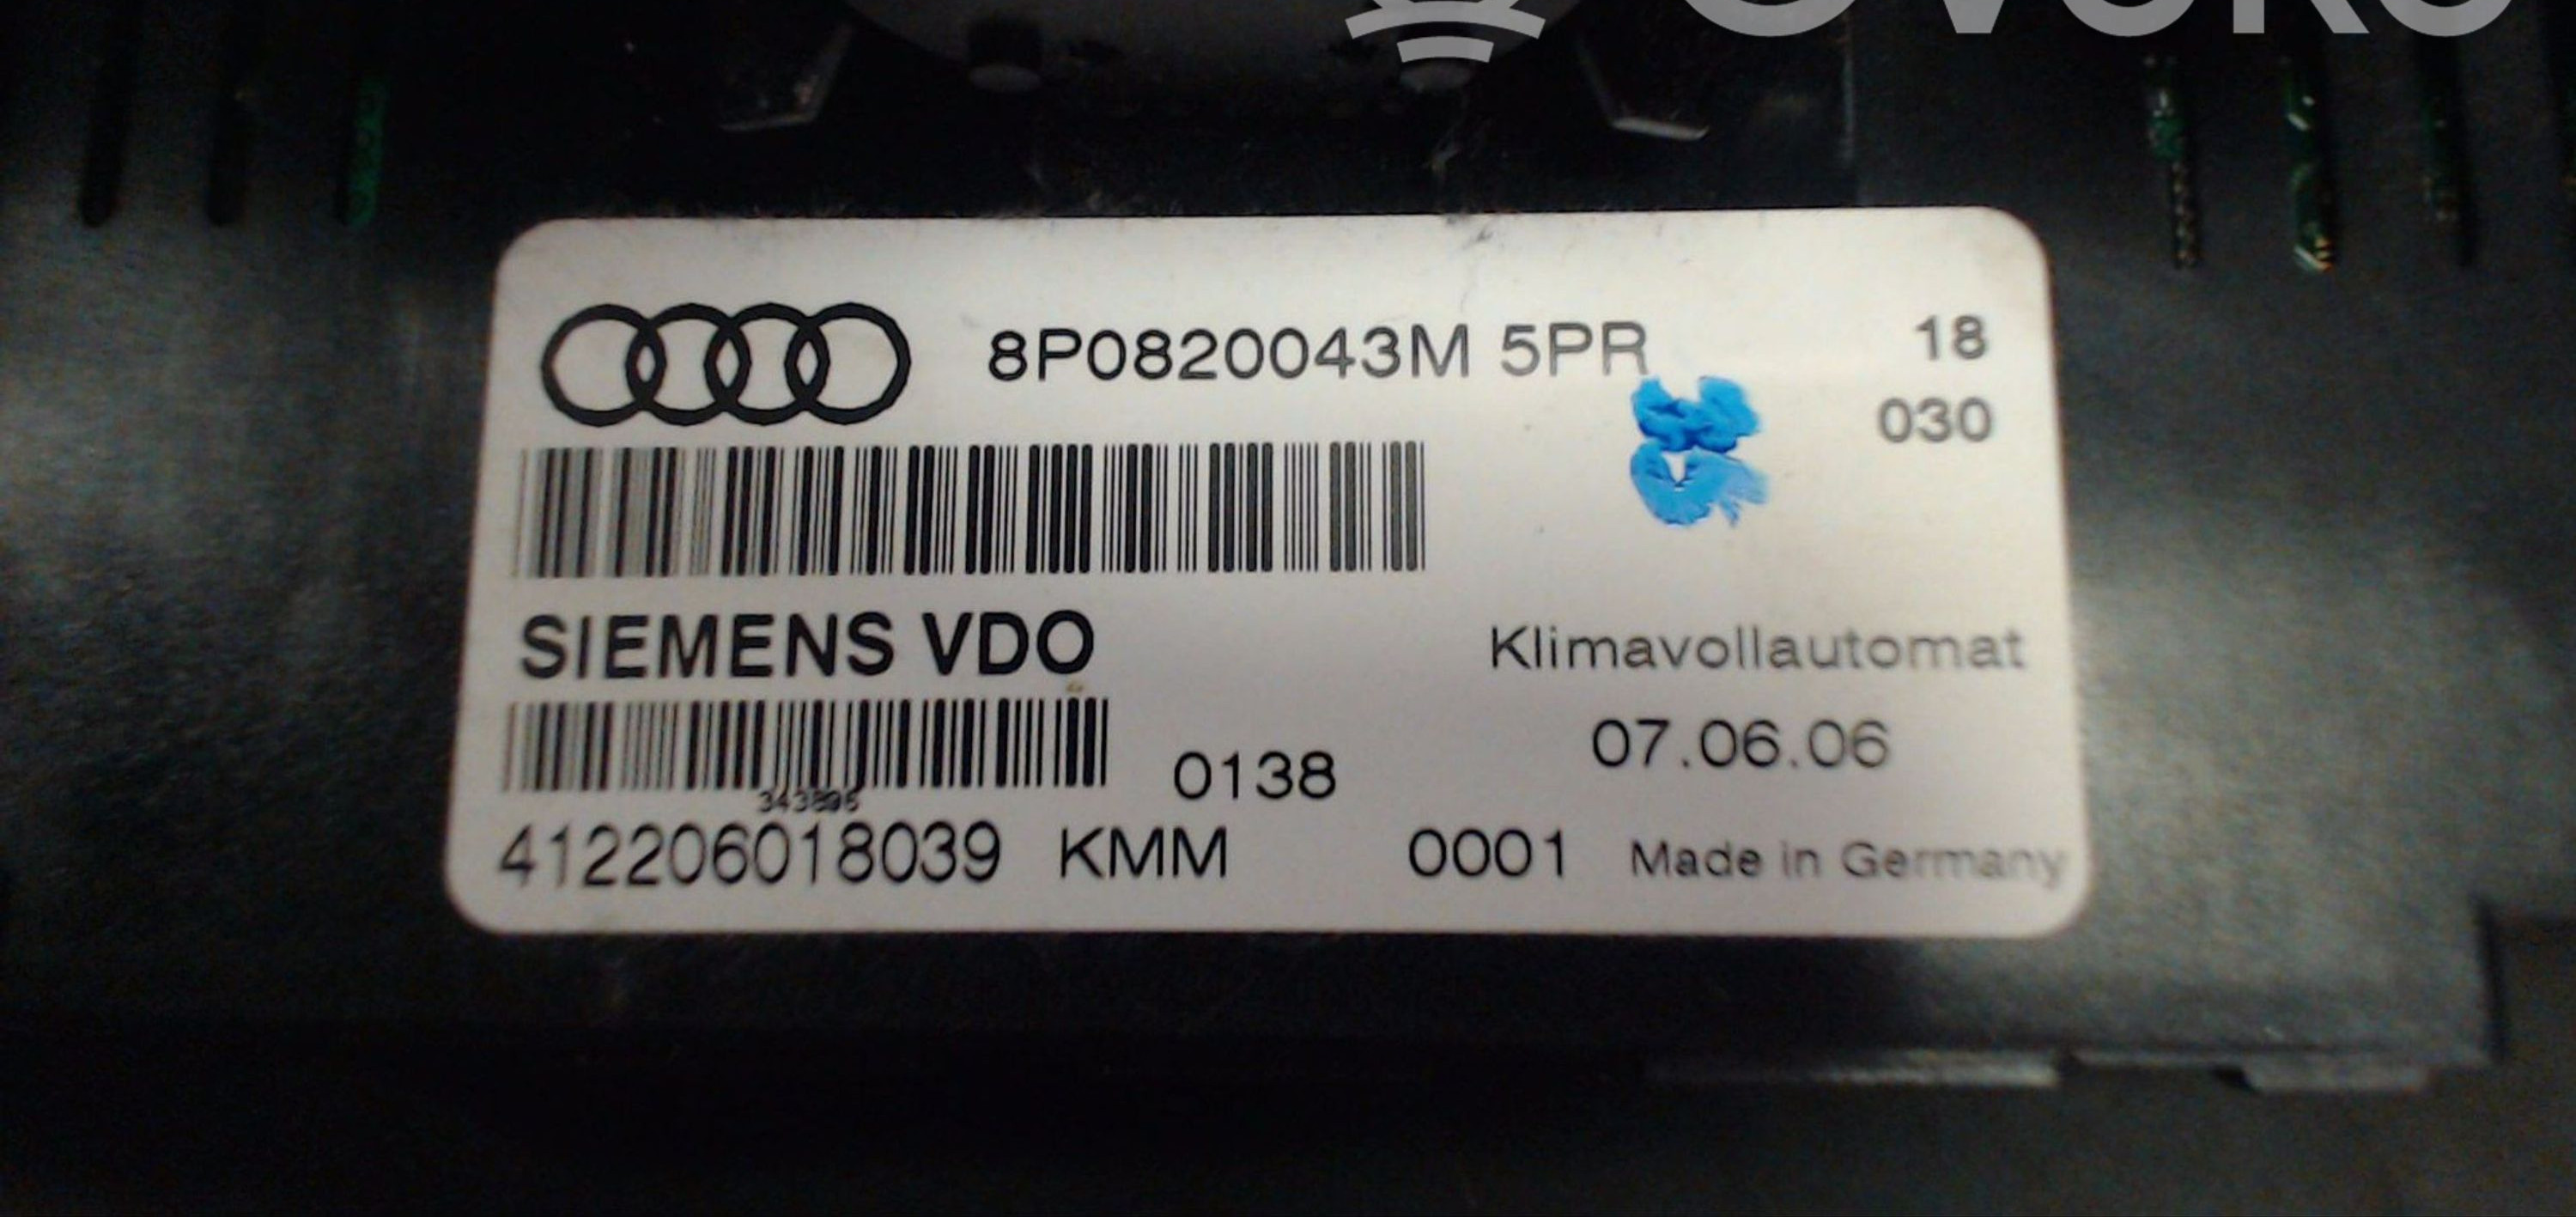 8P0820043M 5PR 18
030
SIEMENS VDO
Klimavollautomat
07.06.06
0138
412206018039 KMM 0001 Made in Germany